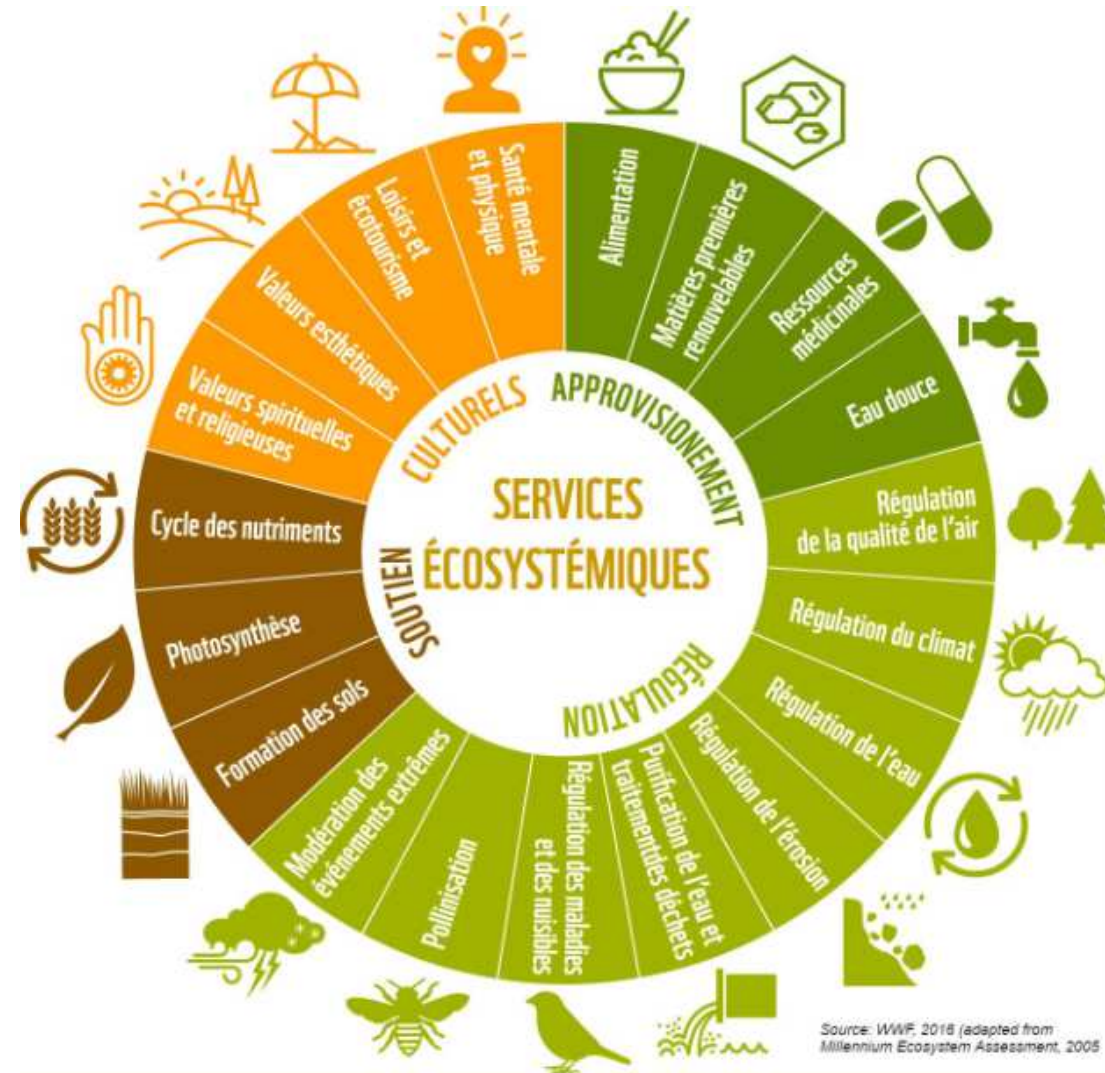 SERVICES
ÉCOSYSTÉMIQUES
APPROVISIONEMENT
Alimentation
Matières premières
renouvelables
Ressources
médicinales
Eau douce
RÉGULATION
Régulation
de la qualité de l'air
Régulation du climat
Régulation de l'eau
Régulation de l'érosion
Purification de l'eau et
traitementdes déchets
Régulation des maladies
et des nuisibles
Pollinisation
Modération des
événements extrêmes
SOUTIEN
Formation des sols
Photosynthèse
Cycle des nutriments
CULTURELS
Valeurs spirituelles
et religieuses
Valeurs esthétiques
Loisirs et
écotourisme
Santé mentale
et physique
Source: WWF, 2016 (adapted from
Millennium Ecosystem Assessment, 2005